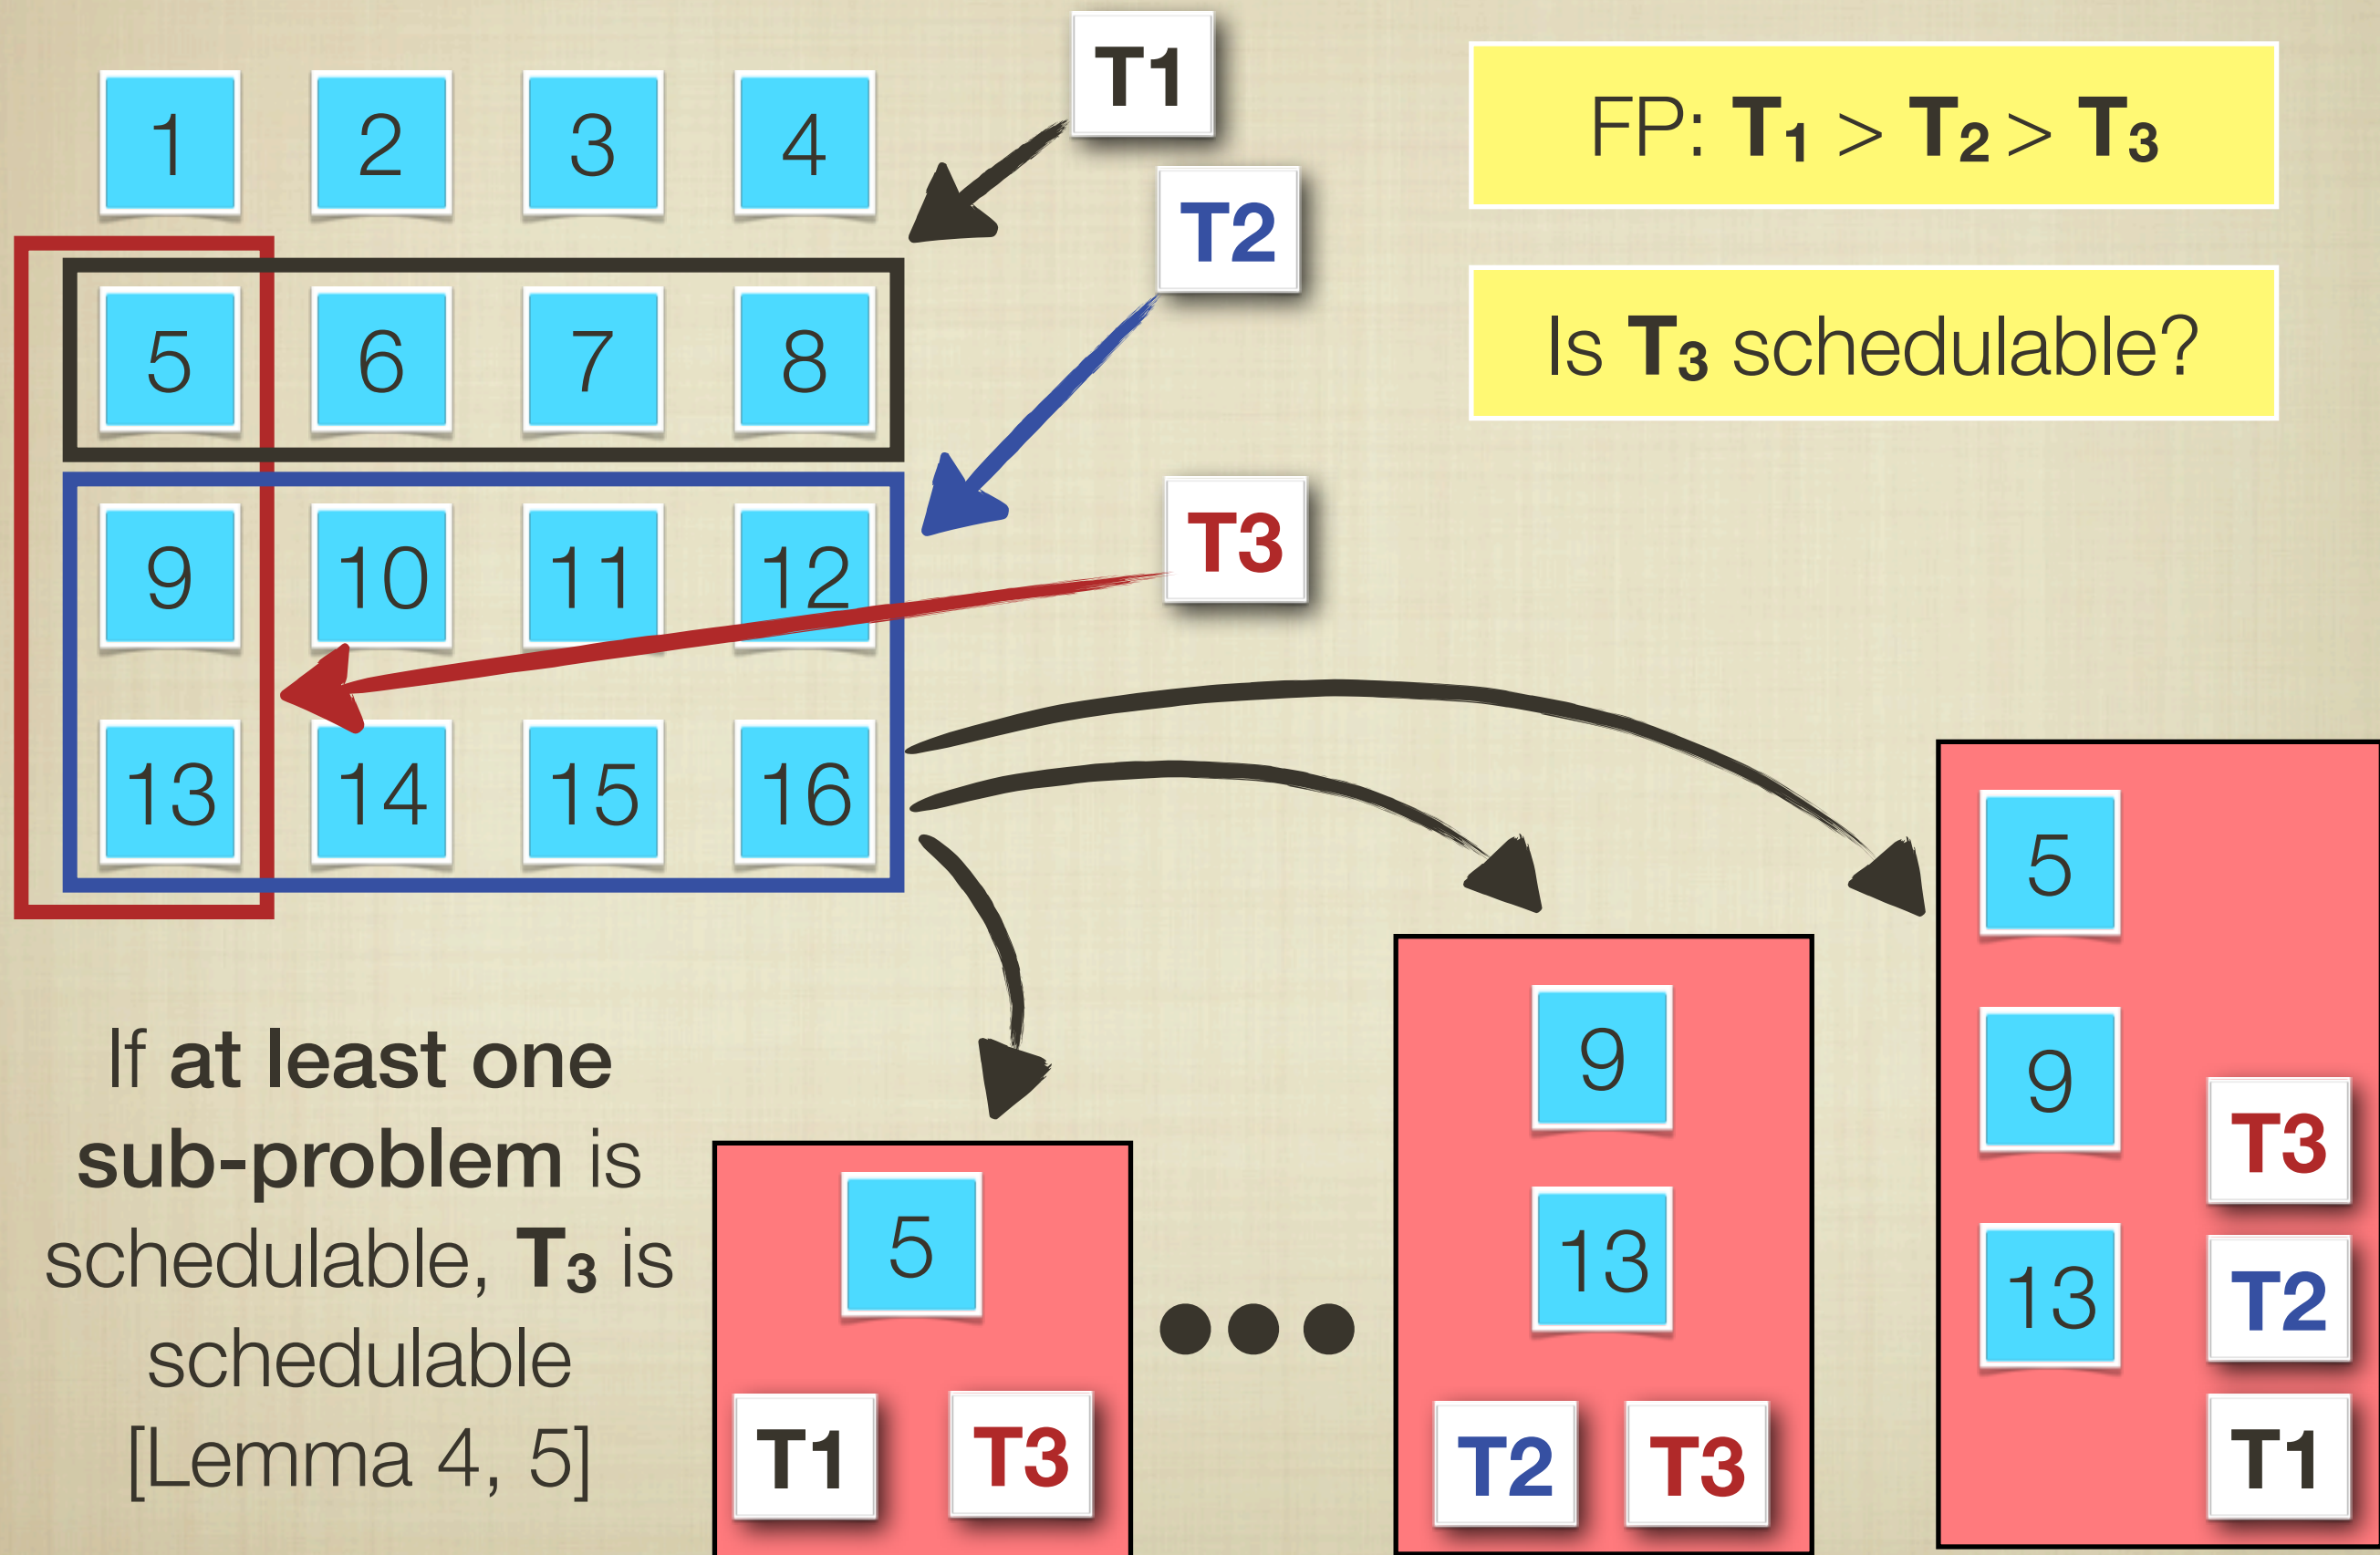 T1
1 2 3 4
FP: T₁ > T₂ > T₃
T2
5 6 7 8
Is T₃ schedulable?
9 10 11 12
T3
13 14 15 16
If at least one
sub-problem is
schedulable, T₃ is
schedulable
[Lemma 4, 5]
5
T1 T3
●●●
9
13
T2 T3
5
9
13
T3
T2
T1